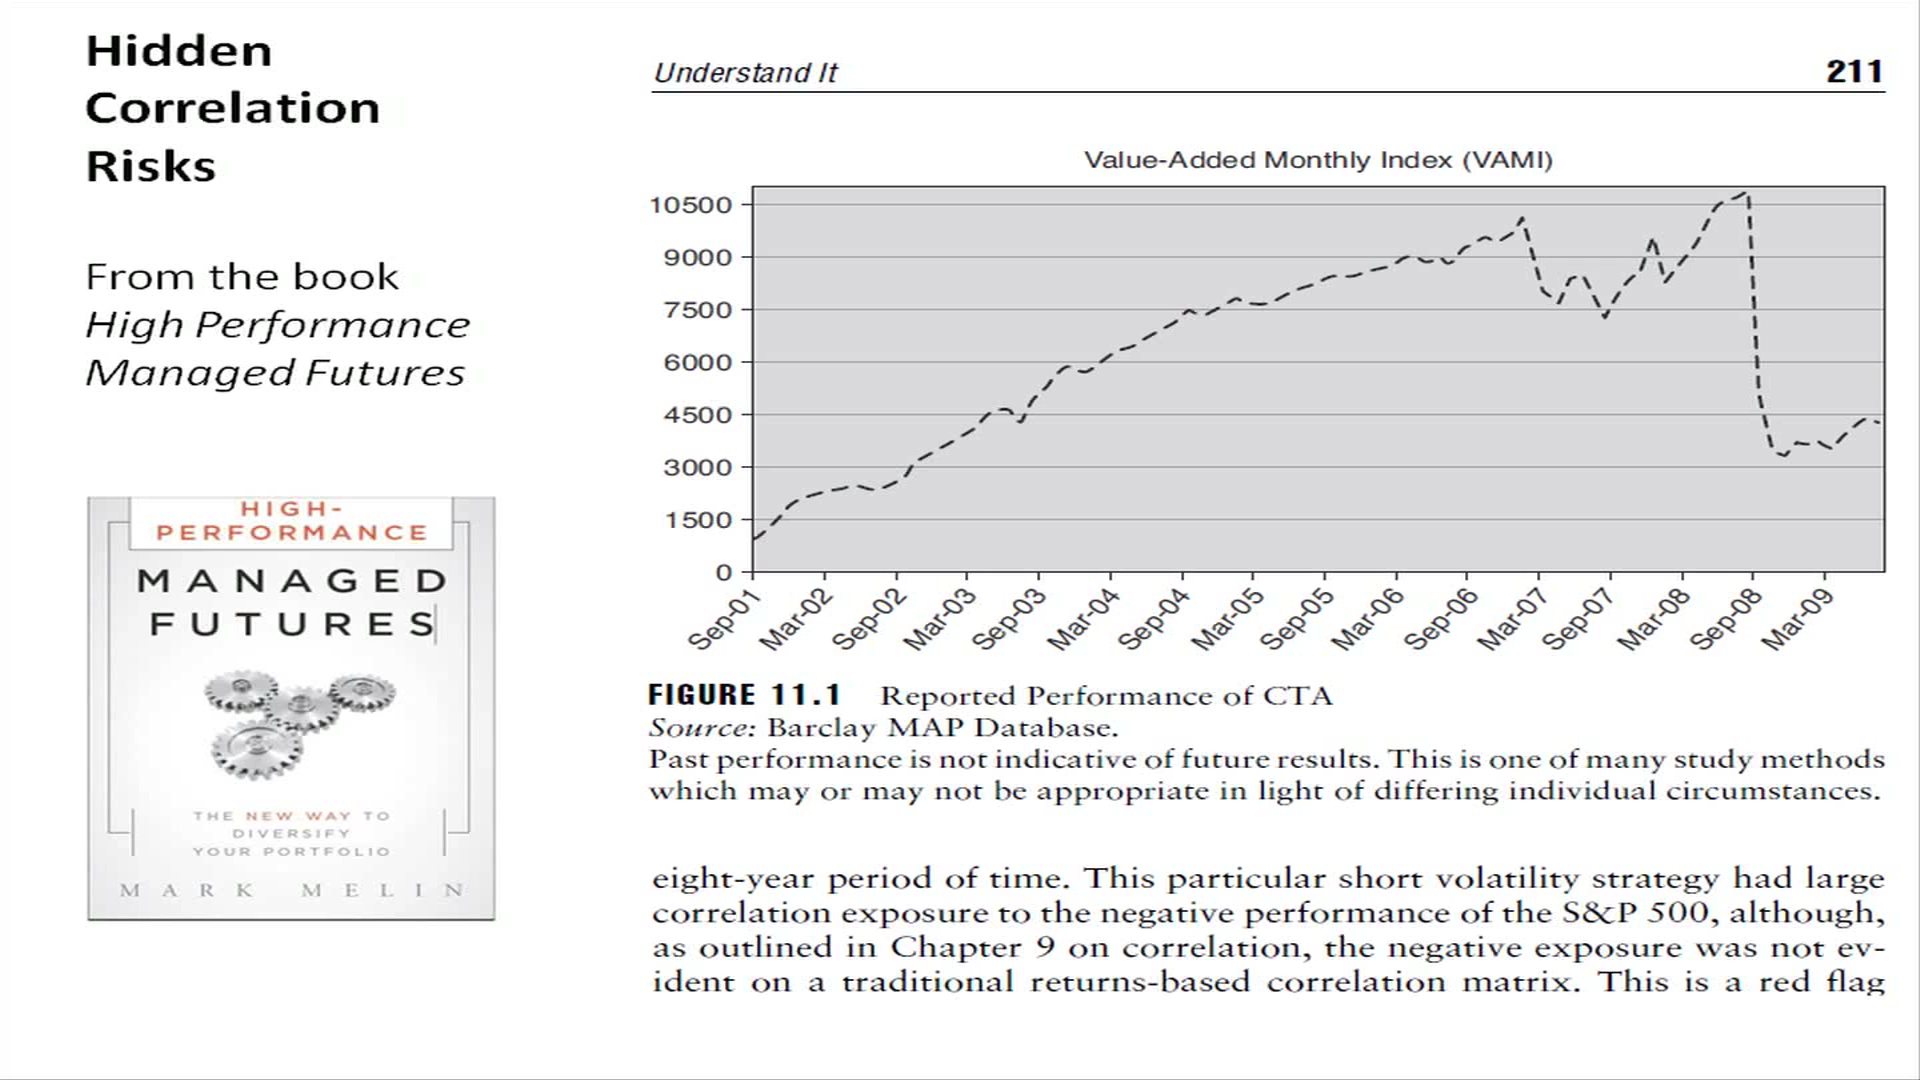 Hidden
Correlation
Risks
From the book
High Performance
Managed Futures
HIGH-
PERFORMANCE
MANAGED
FUTURES
THE NEW WAY TO
DIVERSIFY
YOUR PORTFOLIO
MARK MELIN
Understand It 211
Value-Added Monthly Index (VAMI)
10500
9000
7500
6000
4500
3000
1500
0
Sep-01 Mar-02 Sep-02 Mar-03 Sep-03 Mar-04 Sep-04 Mar-05 Sep-05 Mar-06 Sep-06 Mar-07 Sep-07 Mar-08 Sep-08 Mar-09
FIGURE 11.1 Reported Performance of CTA
Source: Barclay MAP Database.
Past performance is not indicative of future results. This is one of many study methods
which may or may not be appropriate in light of differing individual circumstances.
eight-year period of time. This particular short volatility strategy had large
correlation exposure to the negative performance of the S&P 500, although,
as outlined in Chapter 9 on correlation, the negative exposure was not ev-
ident on a traditional returns-based correlation matrix. This is a red flag